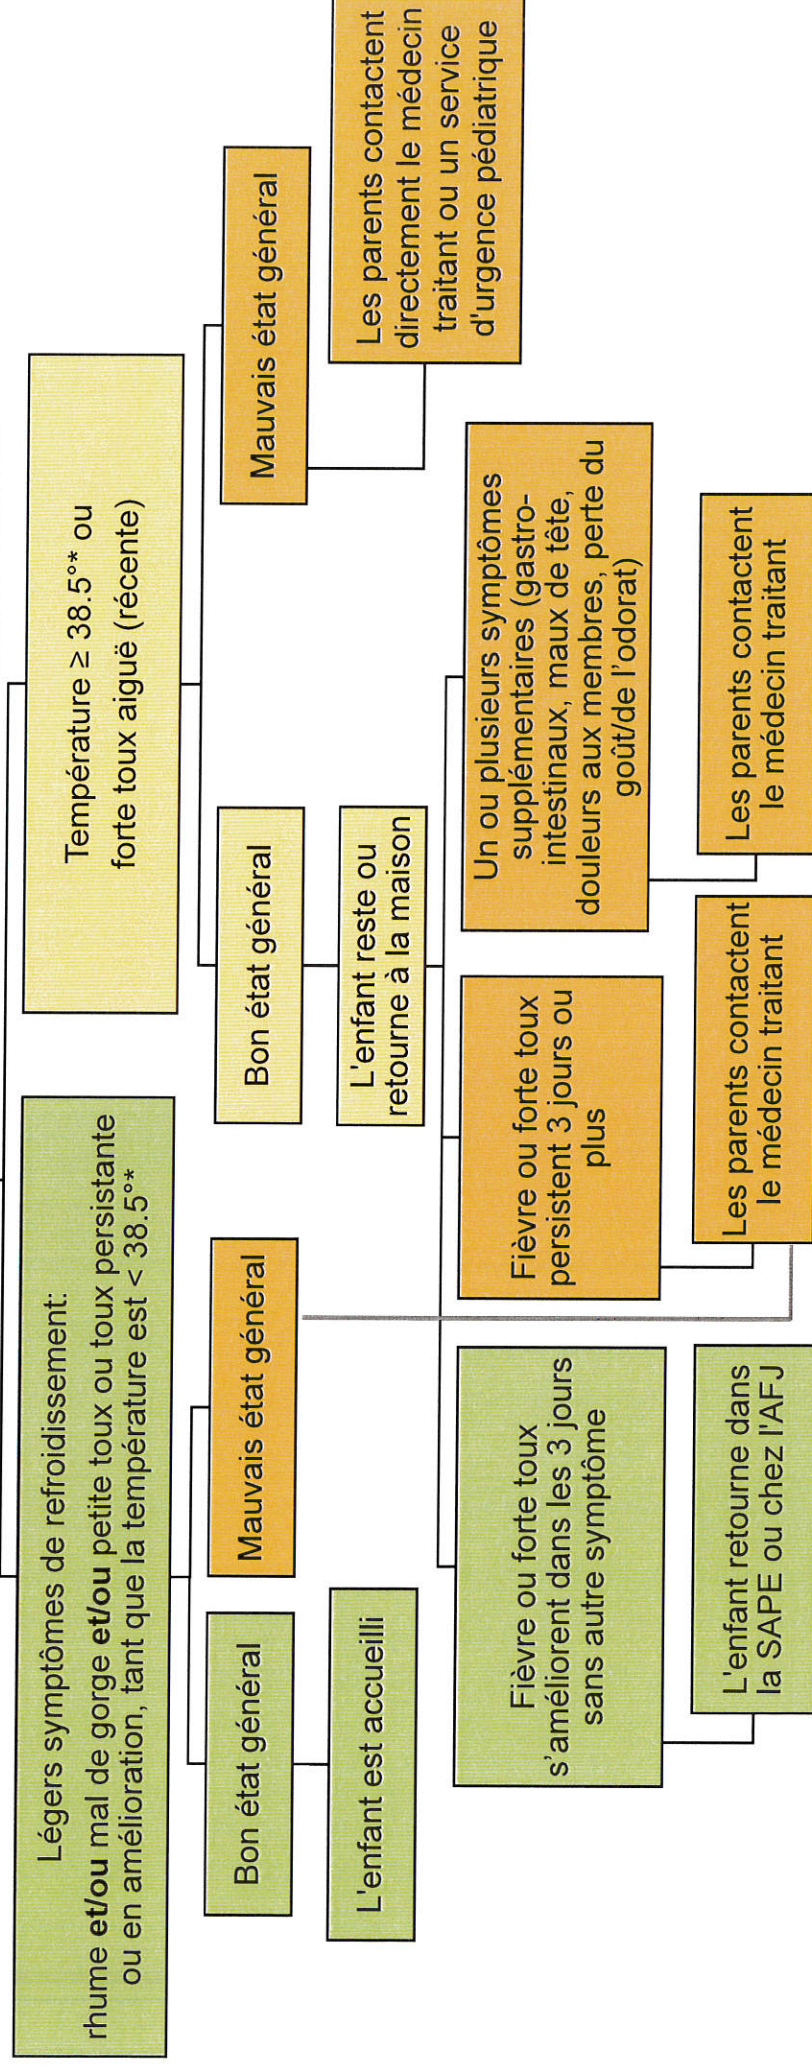 Légers symptômes de refroidissement:
rhume et/ou mal de gorge et/ou petite toux ou toux persistante
ou en amélioration, tant que la température est < 38.5°*
Température ≥ 38.5°* ou
forte toux aiguë (récente)
Bon état général
Mauvais état général
Bon état général
Mauvais état général
L'enfant est accueilli
L'enfant reste ou
retourne à la maison
Les parents contactent
directement le médecin
traitant ou un service
d'urgence pédiatrique
Fièvre ou forte toux
s'améliorent dans les 3 jours
sans autre symptôme
Fièvre ou forte toux
persistent 3 jours ou
plus
Un ou plusieurs symptômes
supplémentaires (gastro-
intestinaux, maux de tête,
douleurs aux membres, perte du
goût/de l'odorat)
L'enfant retourne dans
la SAPE ou chez l'AFJ
Les parents contactent
le médecin traitant
Les parents contactent
le médecin traitant